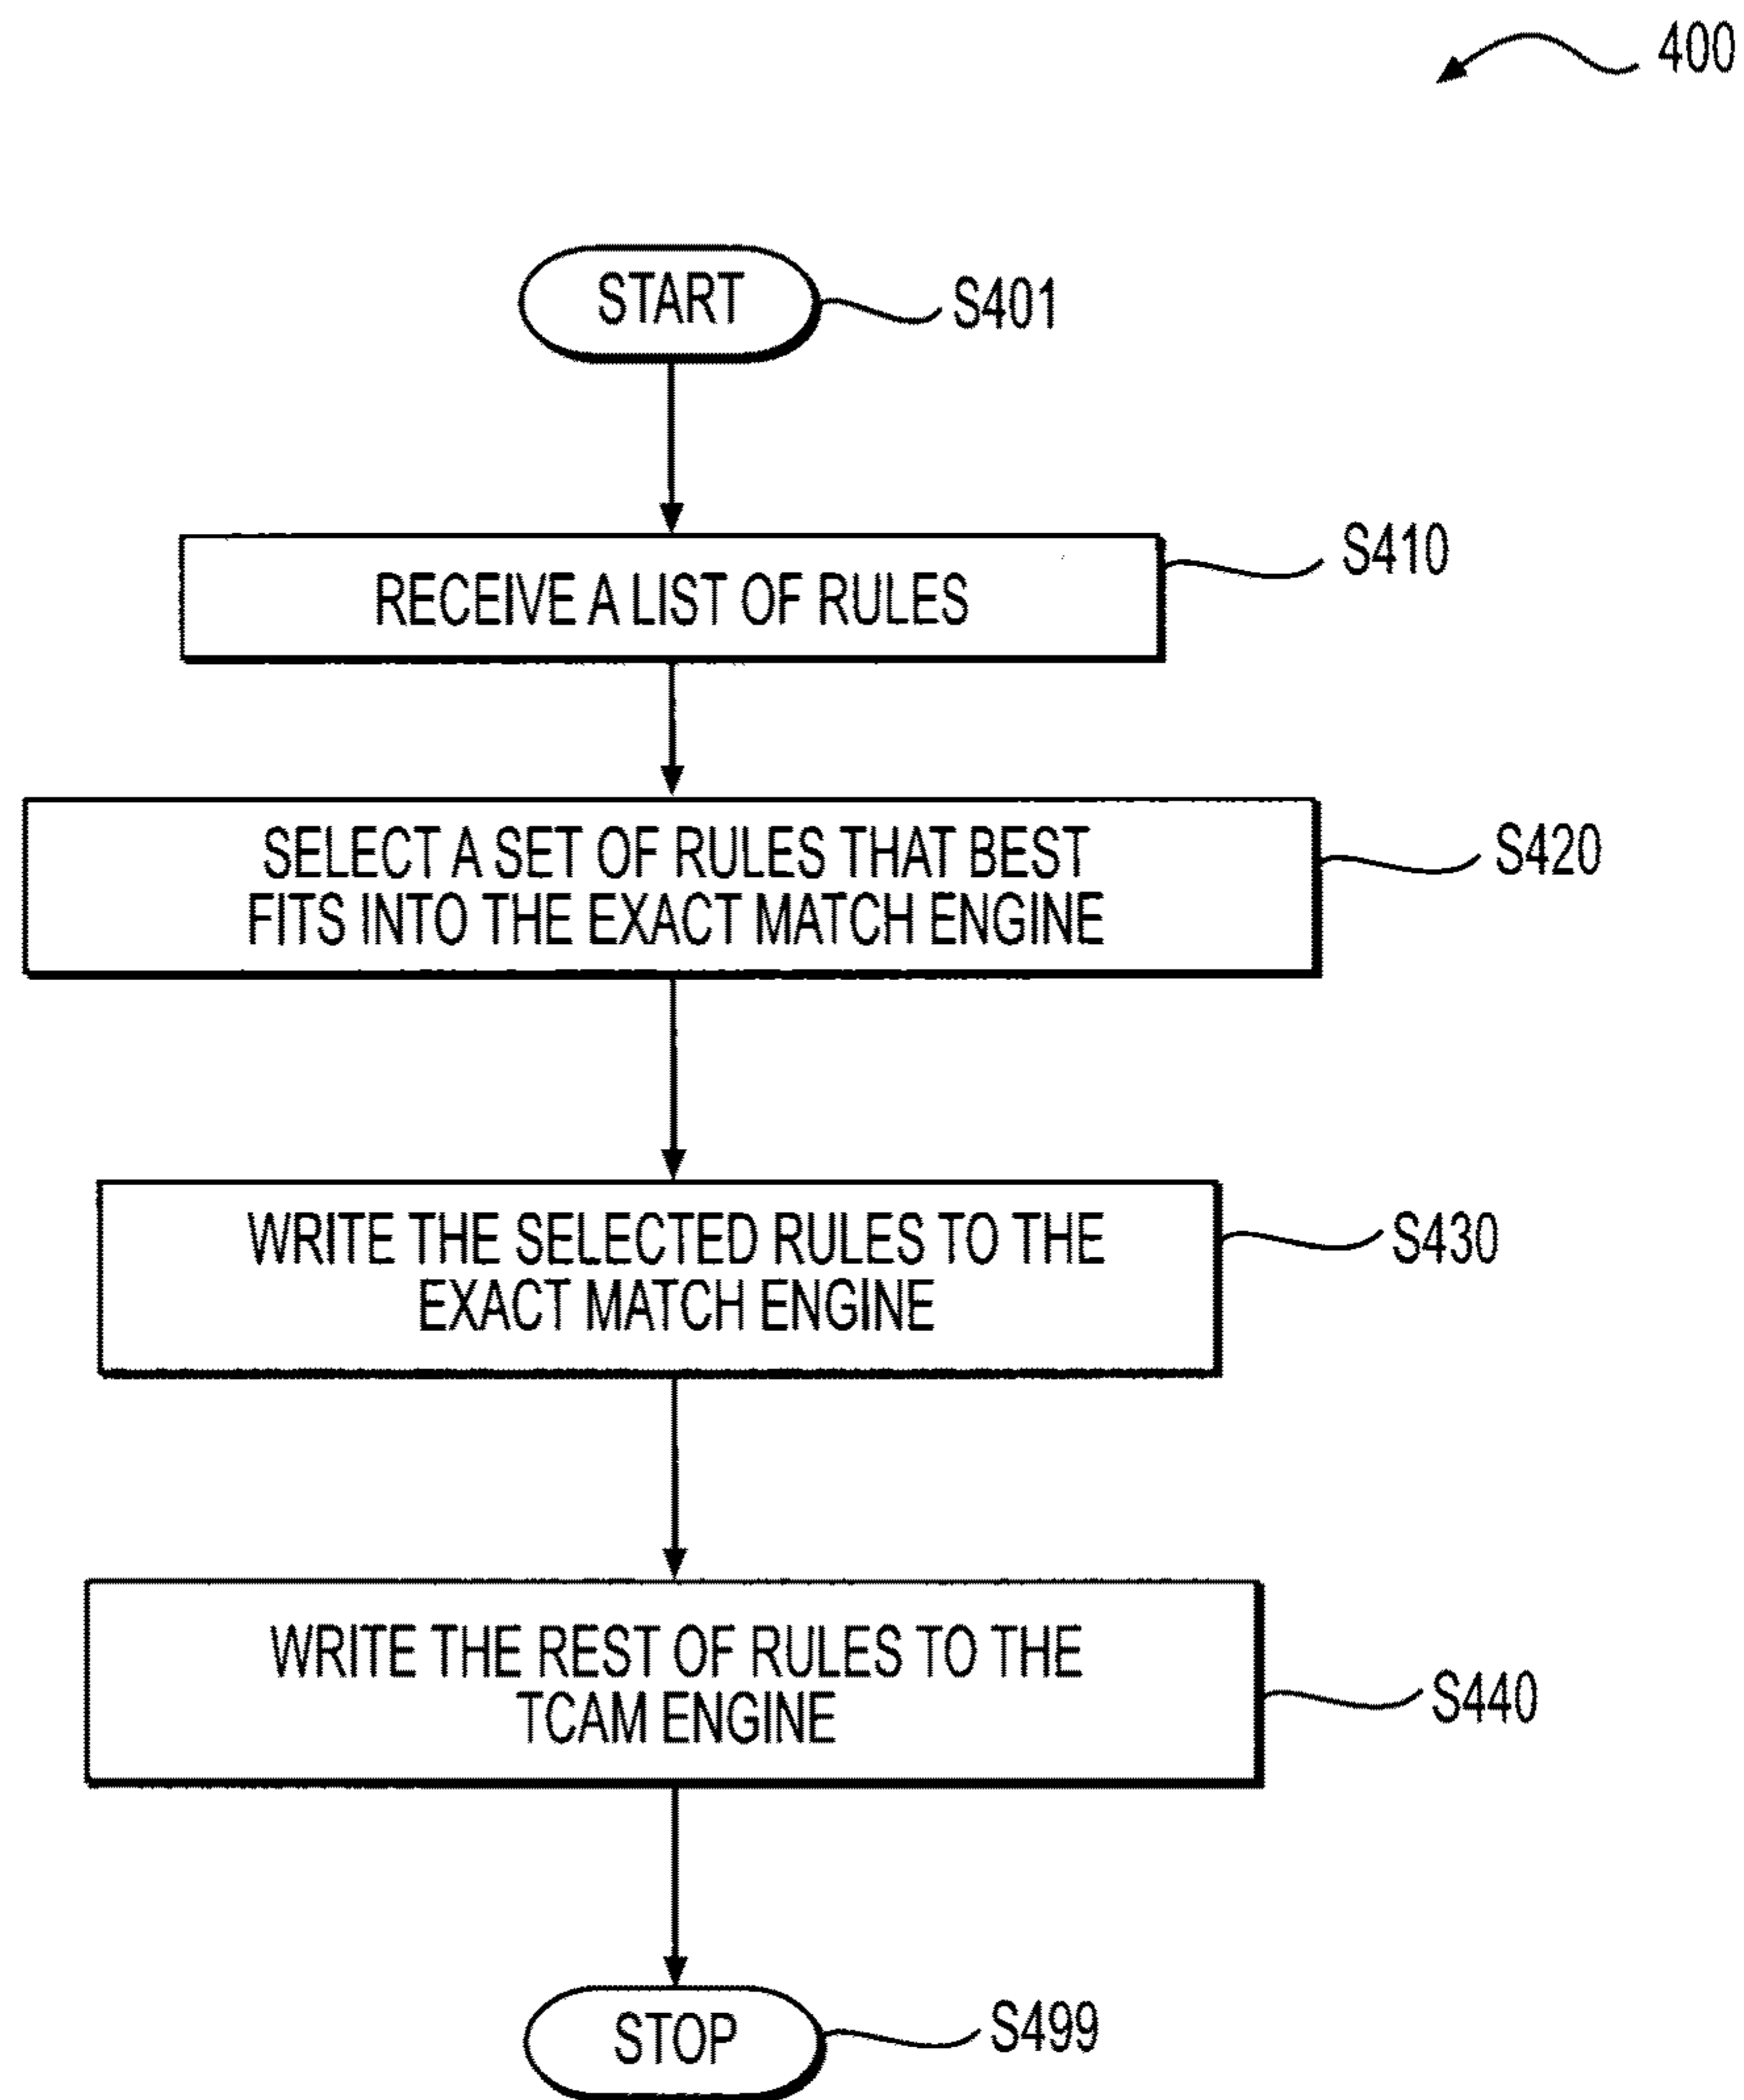 400
START
S401
RECEIVE A LIST OF RULES
S410
SELECT A SET OF RULES THAT BEST
FITS INTO THE EXACT MATCH ENGINE
S420
WRITE THE SELECTED RULES TO THE
EXACT MATCH ENGINE
S430
WRITE THE REST OF RULES TO THE
TCAM ENGINE
S440
STOP
S499